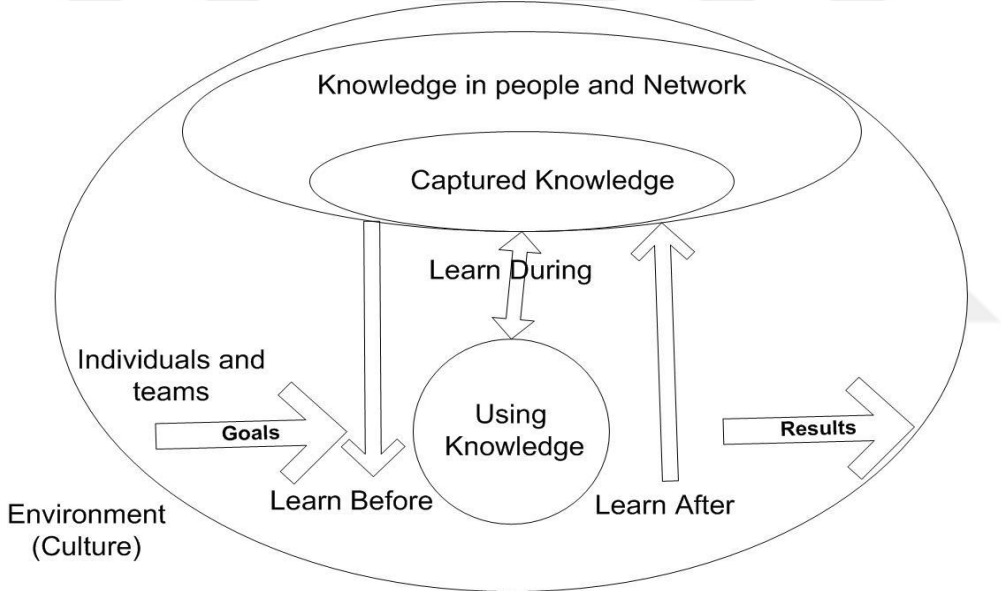 Knowledge in people and Network
Captured Knowledge
Learn During
Individuals and
teams
Goals
Using
Knowledge
Results
Learn Before
Learn After
Environment
(Culture)